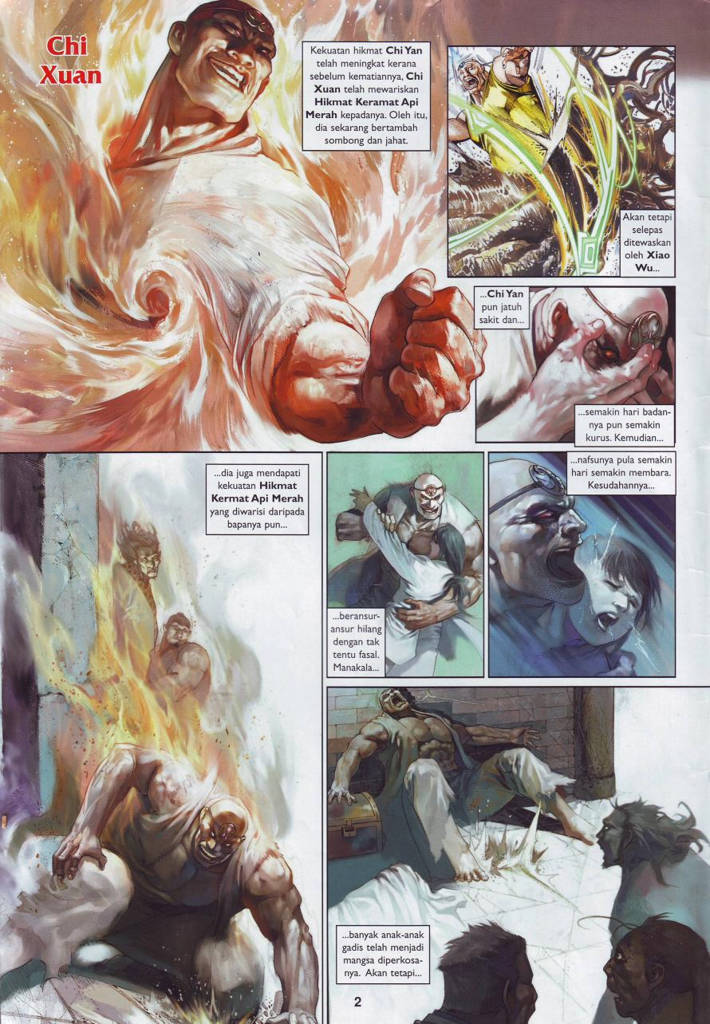 Chi
Xuan
Kekuatan hikmat Chi Yan
telah meningkat kerana
sebelum kematiannya, Chi
Xuan telah mewariskan
Hikmat Keramat Api
Merah kepadanya. Oleh itu,
dia sekarang bertambah
sombong dan jahat.
Akan tetapi
selepas
ditewaskan
oleh Xiao
Wu...
...Chi Yan
pun jatuh
sakit dan...
...semakin hari badan-
nya pun semakin
kurus. Kemudian...
...dia juga mendapati
kekuatan Hikmat
Kermat Api Merah
yang diwarisi daripada
bapanya pun...
...beransur-
ansur hilang
dengan tak
tentu fasal.
Manakala...
...nafsunya pula semakin
hari semakin membara.
Kesudahannya...
...banyak anak-anak
gadis telah menjadi
mangsa diperkosa-
nya. Akan tetapi...
2